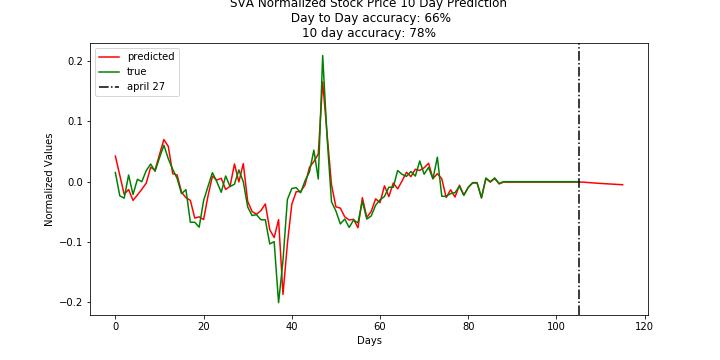 SVA Normalized Stock Price 10 Day Prediction
Day to Day accuracy: 66%
10 day accuracy: 78%
predicted
true
april 27
Normalized Values
0.2
0.1
0.0
−0.1
−0.2
0 20 40 60 80 100 120
Days